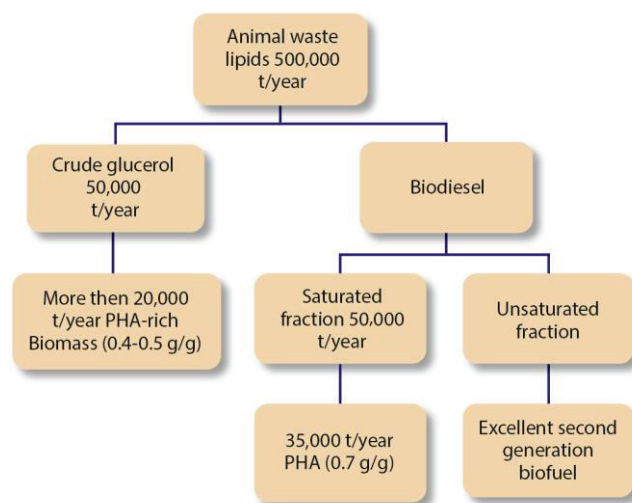 Animal waste
lipids 500,000
t/year
Crude glucerol
50,000
t/year
Biodiesel
More then 20,000
t/year PHA-rich
Biomass (0.4-0.5 g/g)
Saturated
fraction 50,000
t/year
Unsaturated
fraction
35,000 t/year
PHA (0.7 g/g)
Excellent second
generation
biofuel